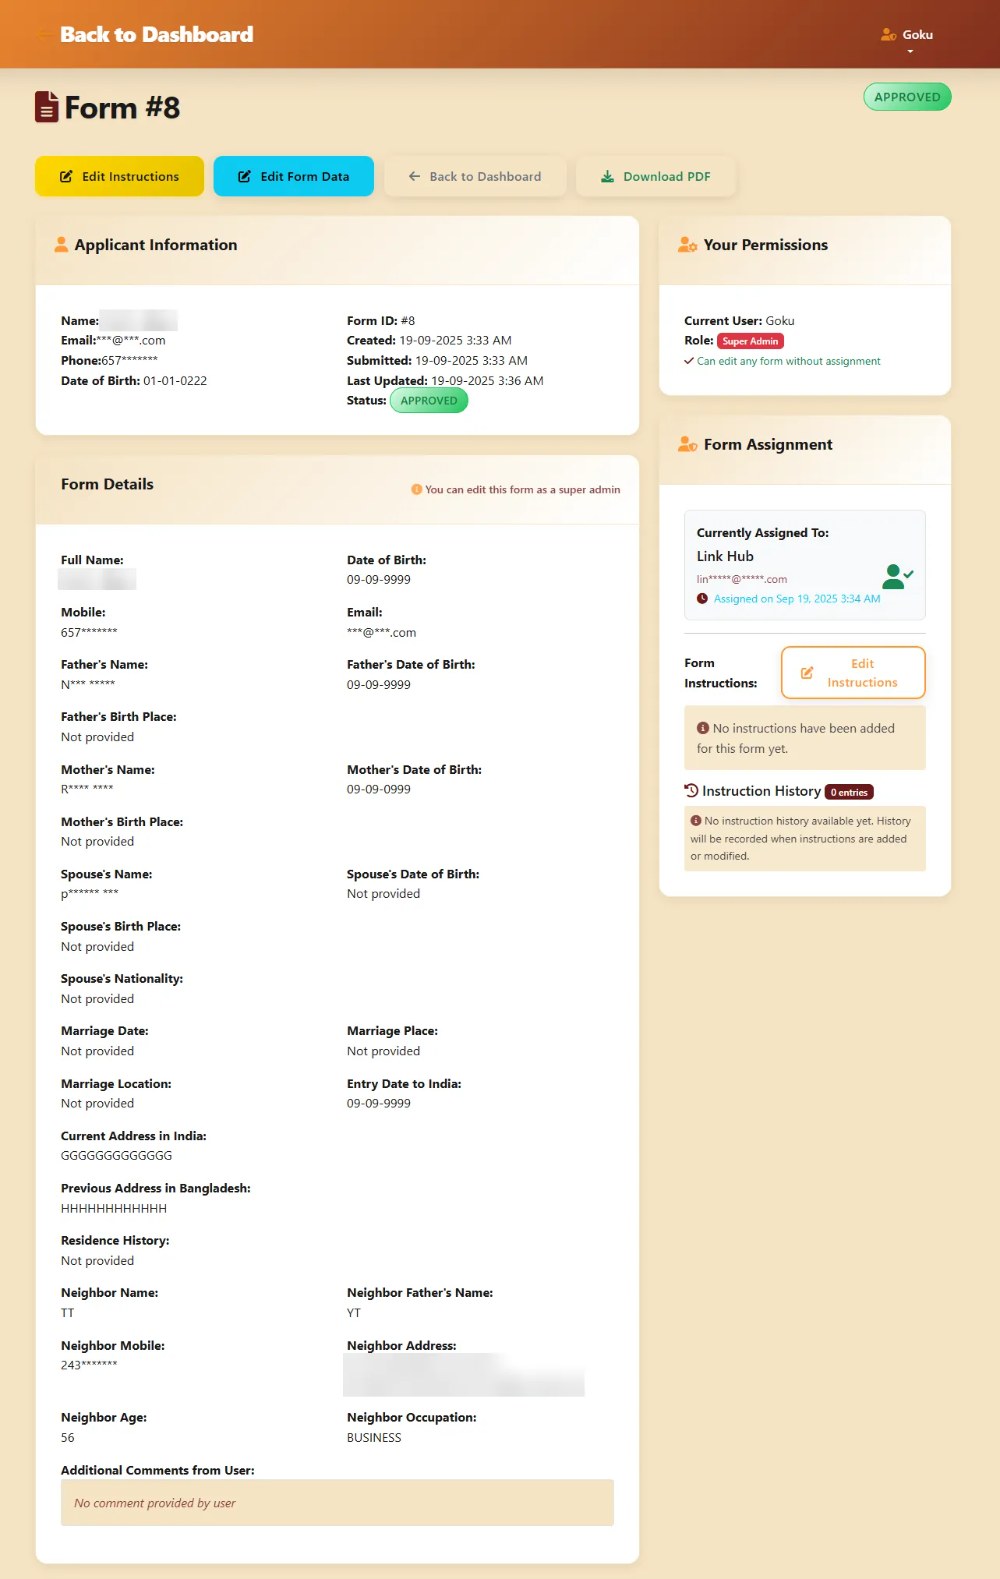 Back to Dashboard
Goku
Form #8
APPROVED
Edit Instructions
Edit Form Data
Back to Dashboard
Download PDF
Applicant Information
Name:
Email:***@***.com
Phone:657*******
Date of Birth: 01-01-0222
Form ID: #8
Created: 19-09-2025 3:33 AM
Submitted: 19-09-2025 3:33 AM
Last Updated: 19-09-2025 3:36 AM
Status: APPROVED
Your Permissions
Current User: Goku
Role: Super Admin
Can edit any form without assignment
Form Details
You can edit this form as a super admin
Full Name:
Date of Birth:
09-09-9999
Mobile:
657*******
Email:
***@***.com
Father's Name:
N*** *****
Father's Date of Birth:
09-09-9999
Father's Birth Place:
Not provided
Mother's Name:
R**** ****
Mother's Date of Birth:
09-09-0999
Mother's Birth Place:
Not provided
Spouse's Name:
p****** ***
Spouse's Date of Birth:
Not provided
Spouse's Birth Place:
Not provided
Spouse's Nationality:
Not provided
Marriage Date:
Not provided
Marriage Place:
Not provided
Marriage Location:
Not provided
Entry Date to India:
09-09-9999
Current Address in India:
GGGGGGGGGGGGG
Previous Address in Bangladesh:
HHHHHHHHHHHH
Residence History:
Not provided
Neighbor Name:
TT
Neighbor Father's Name:
YT
Neighbor Mobile:
243*******
Neighbor Address:
Neighbor Age:
56
Neighbor Occupation:
BUSINESS
Additional Comments from User:
No comment provided by user
Form Assignment
Currently Assigned To:
Link Hub
lin*****@*****.com
Assigned on Sep 19, 2025 3:34 AM
Form
Instructions:
Edit
Instructions
No instructions have been added
for this form yet.
Instruction History 0 entries
No instruction history available yet. History
will be recorded when instructions are added
or modified.